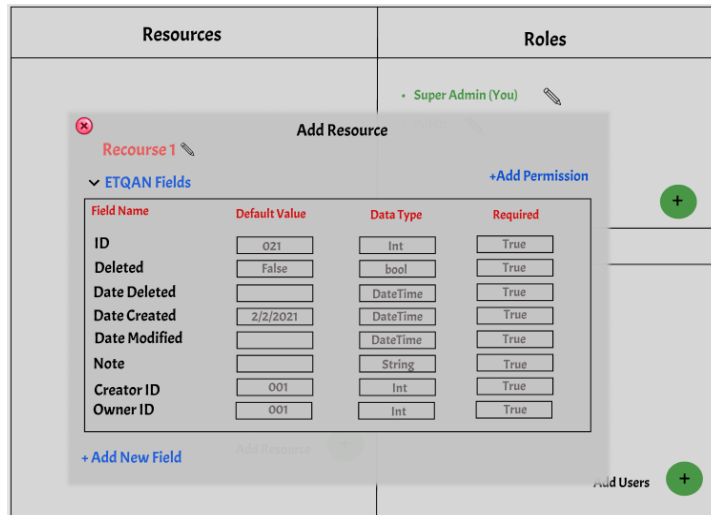 Resources
Roles
• Super Admin (You)
Add Resource
Recourse 1
ETQAN Fields
+Add Permission
Field Name Default Value Data Type Required
ID 021 Int True
Deleted False bool True
Date Deleted DateTime True
Date Created 2/2/2021 DateTime True
Date Modified DateTime True
Note String True
Creator ID 001 Int True
Owner ID 001 Int True
Add Resource +
+ Add New Field
+
Add Users +